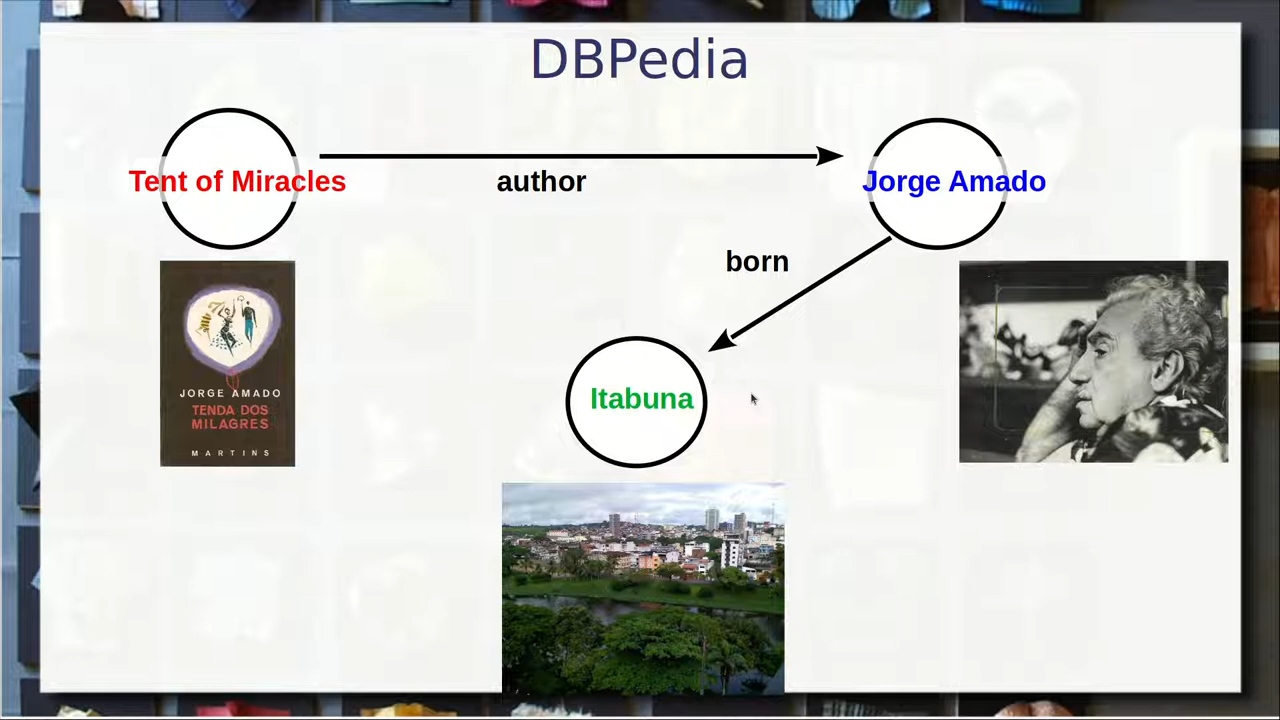 DBPedia
Tent of Miracles
author
Jorge Amado
born
Itabuna
JORGE AMADO
TENDA DOS
MILAGRES
MARTINS